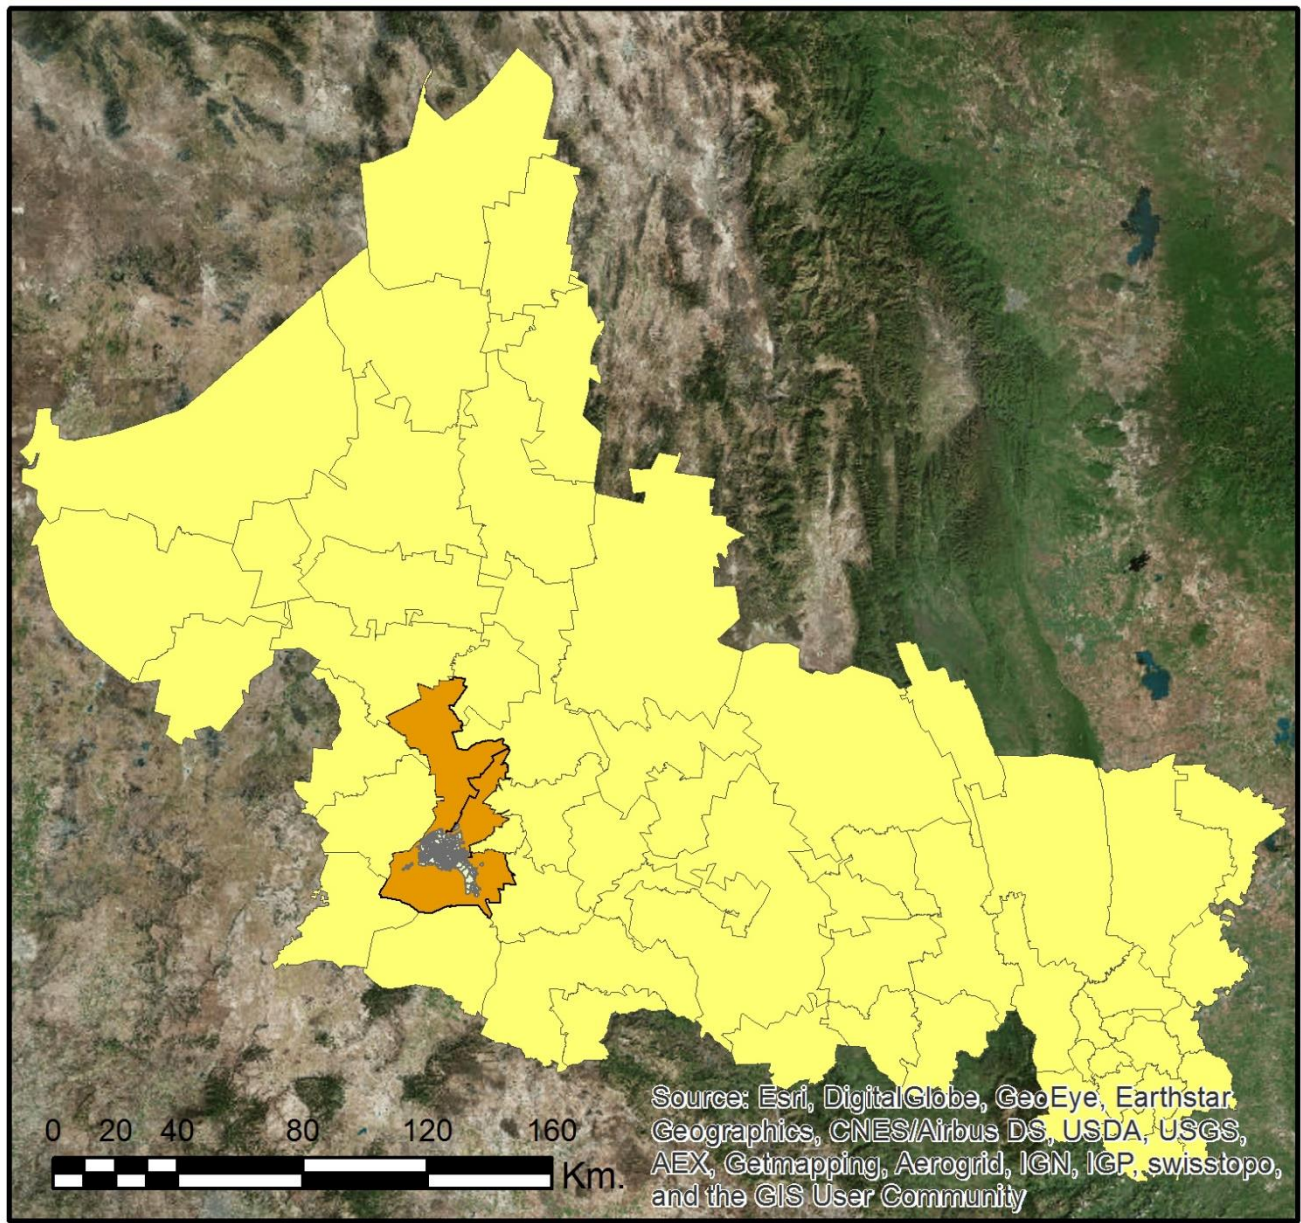 Source: Esri, DigitalGlobe, GeoEye, Earthstar
Geographics, CNES/Airbus DS, USDA, USGS,
AEX, Getmapping, Aerogrid, IGN, IGP, swisstopo,
and the GIS User Community
0 20 40 80 120 160
Km.